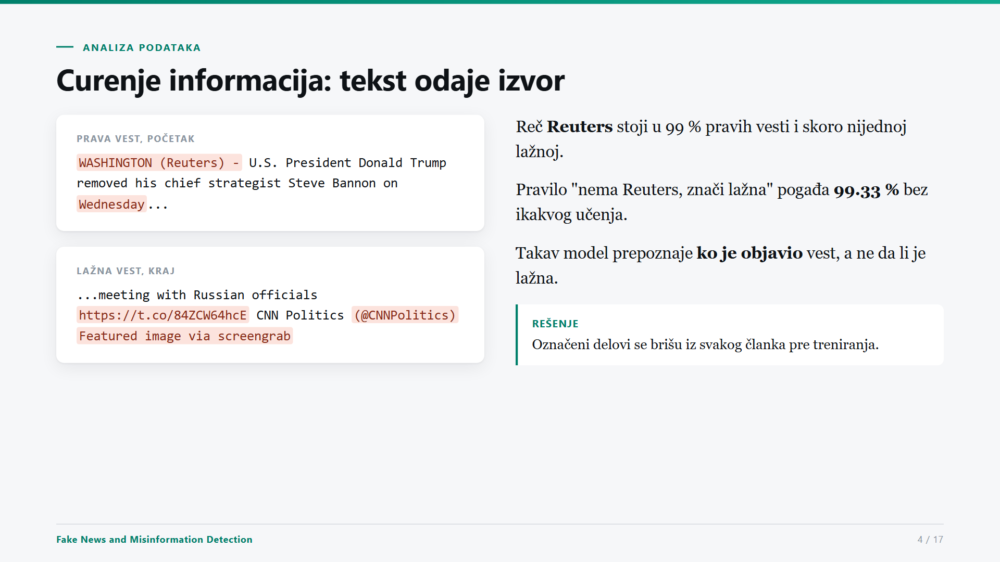 ANALIZA PODATAKA
Curenje informacija: tekst odaje izvor
PRAVA VEST, POČETAK
WASHINGTON (Reuters) - U.S. President Donald Trump
removed his chief strategist Steve Bannon on
Wednesday...
LAŽNA VEST, KRAJ
...meeting with Russian officials
https://t.co/84ZCW64hcE CNN Politics (@CNNPolitics)
Featured image via screengrab
Reč Reuters stoji u 99 % pravih vesti i skoro nijednoj
lažnoj.
Pravilo "nema Reuters, znači lažna" pogađa 99.33 % bez
ikakvog učenja.
Takav model prepoznaje ko je objavio vest, a ne da li je
lažna.
REŠENJE
Označeni delovi se brišu iz svakog članka pre treniranja.
Fake News and Misinformation Detection
4 / 17